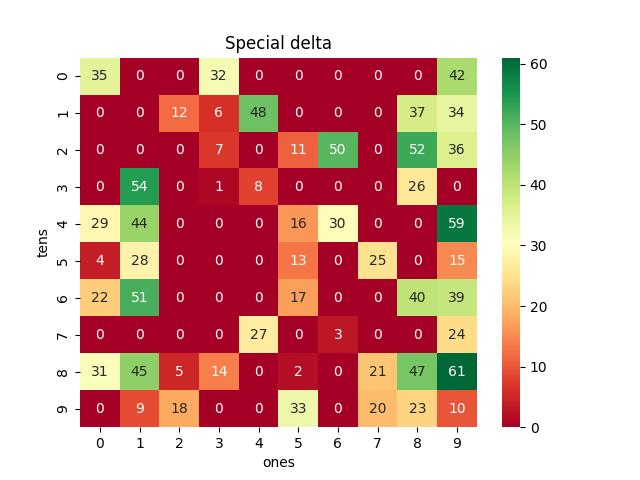 Special delta
0 35 0 0 32 0 0 0 0 0 42
1 0 0 12 6 48 0 0 0 37 34
2 0 0 0 7 0 11 50 0 52 36
3 0 54 0 1 8 0 0 0 26 0
4 29 44 0 0 0 16 30 0 0 59
5 4 28 0 0 0 13 0 25 0 15
6 22 51 0 0 0 17 0 0 40 39
7 0 0 0 0 27 0 3 0 0 24
8 31 45 5 14 0 2 0 21 47 61
9 0 9 18 0 0 33 0 20 23 10
0 1 2 3 4 5 6 7 8 9
tens
ones
60
50
40
30
20
10
0